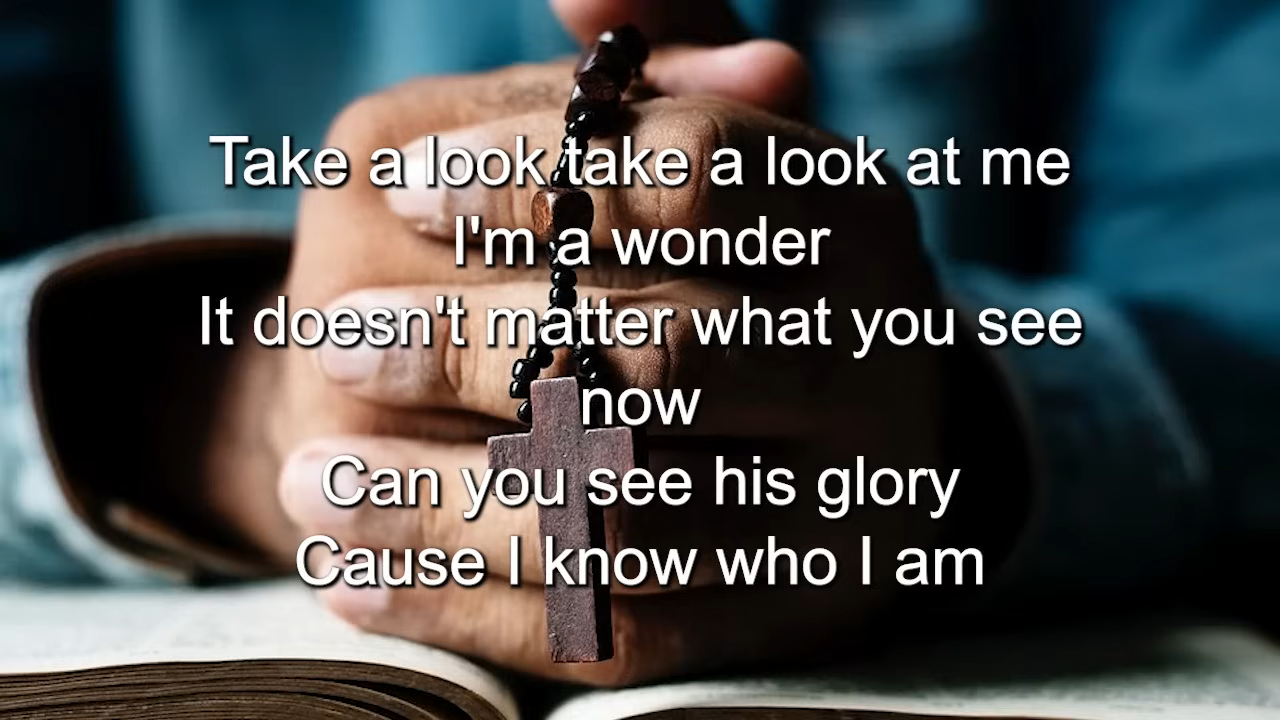 Take a look take a look at me
I'm a wonder
It doesn't matter what you see
now
Can you see his glory
Cause I know who I am